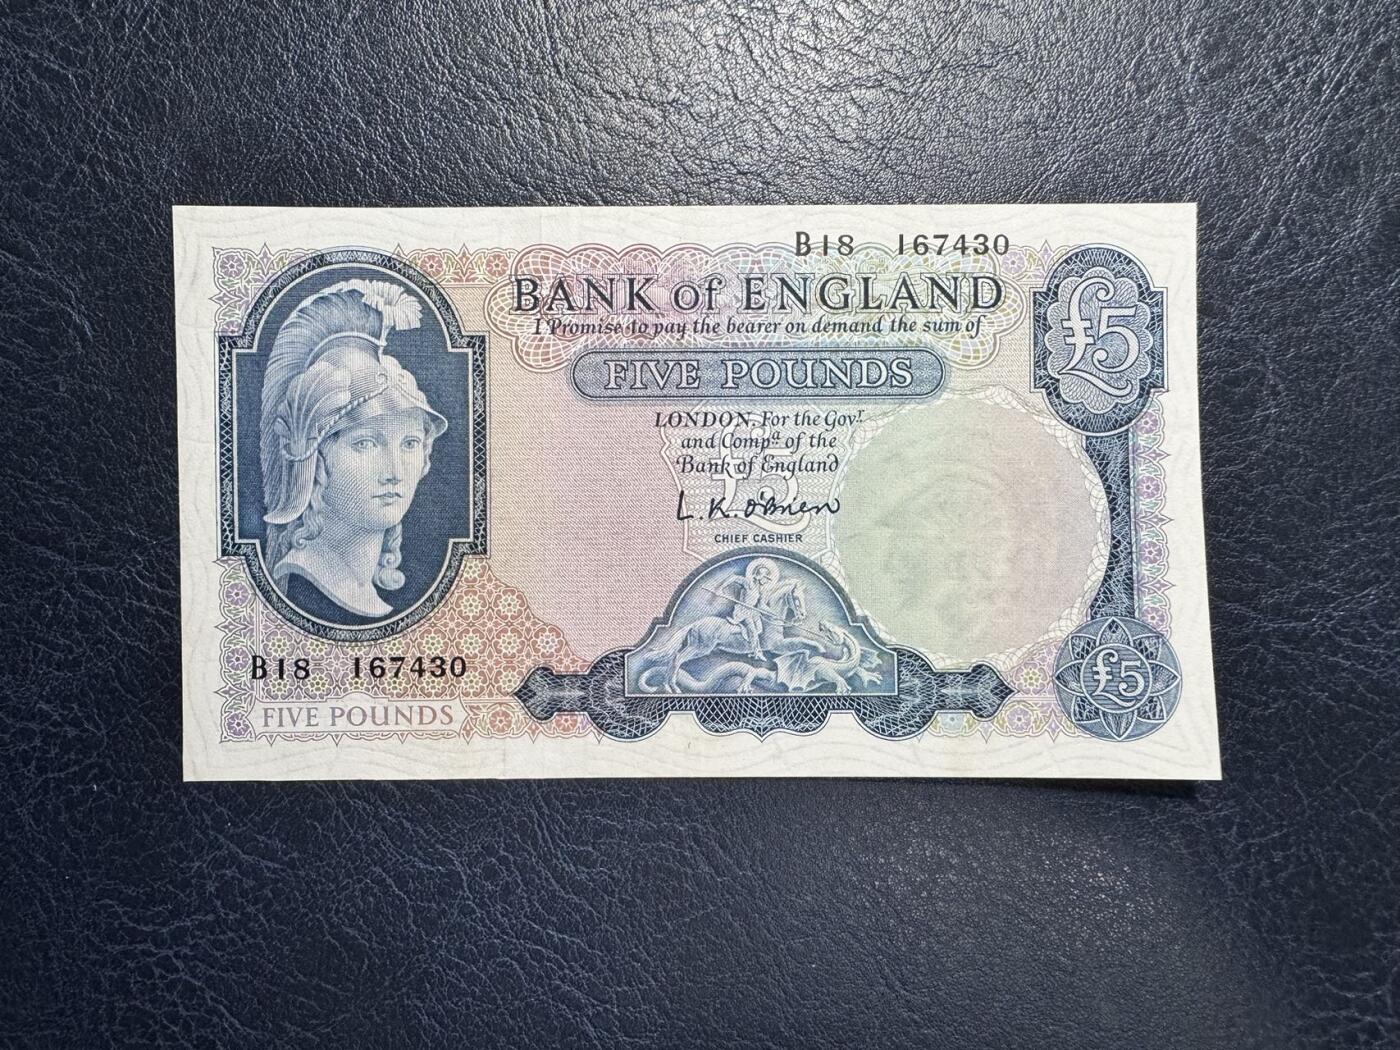 B18 167430
BANK of ENGLAND
I Promise to pay the bearer on demand the sum of
FIVE POUNDS
£5
LONDON. For the Govr
and Compa of the
Bank of England
£5
L. K. O'Brien
CHIEF CASHIER
B18 167430
FIVE POUNDS
£5